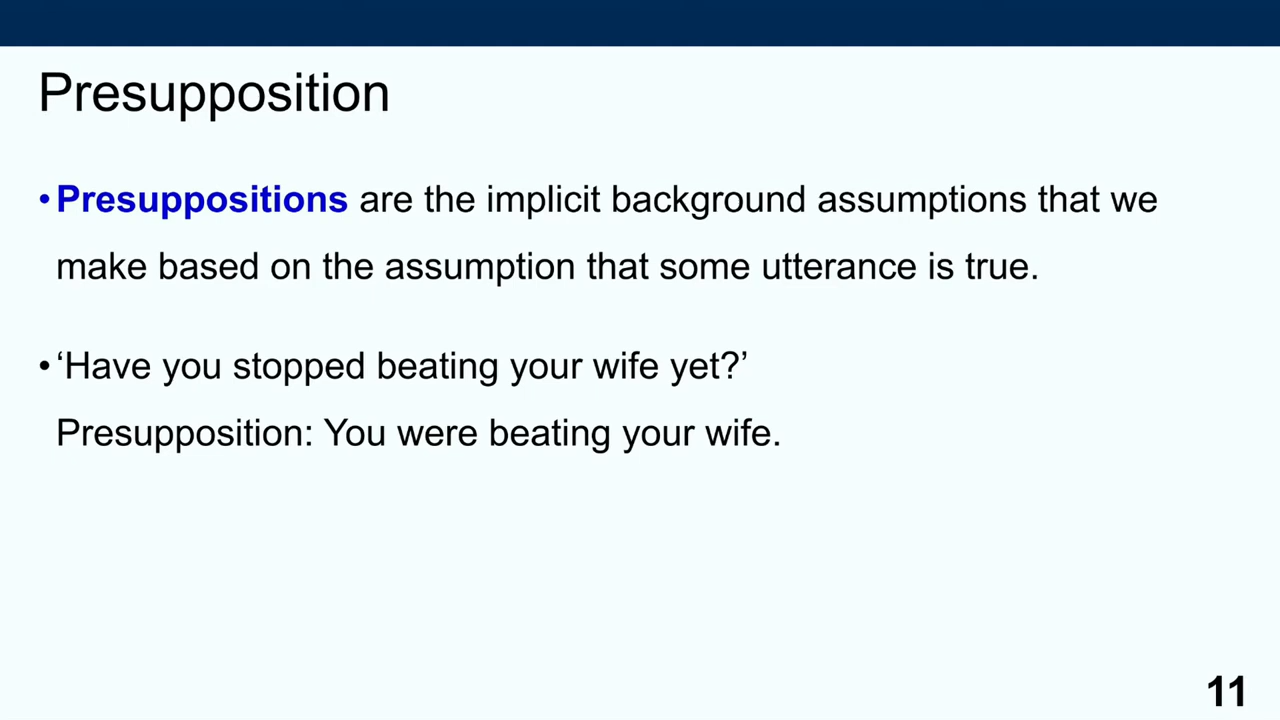 Presupposition
•Presuppositions are the implicit background assumptions that we
make based on the assumption that some utterance is true.
•‘Have you stopped beating your wife yet?’
Presupposition: You were beating your wife.
11